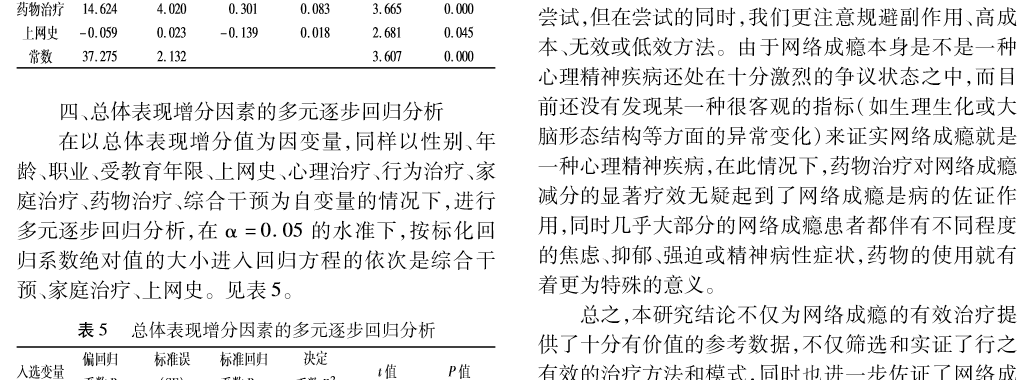 药物治疗 14.624 4.020 0.301 0.083 3.665 0.000
上网史 -0.059 0.023 -0.139 0.018 2.681 0.045
常数 37.275 2.132 3.607 0.000
四、总体表现增分因素的多元逐步回归分析
在以总体表现增分值为因变量,同样以性别、年
龄、职业、受教育年限、上网史、心理治疗、行为治疗、家
庭治疗、药物治疗、综合干预为自变量的情况下,进行
多元逐步回归分析,在 α =0.05 的水准下,按标化回
归系数绝对值的大小进入回归方程的依次是综合干
预、家庭治疗、上网史。见表 5。
表 5 总体表现增分因素的多元逐步回归分析
入选变量 偏回归 标准误 标准回归 决定 t 值 P 值
尝试,但在尝试的同时,我们更注意规避副作用、高成
本、无效或低效方法。由于网络成瘾本身是不是一种
心理精神疾病还处在十分激烈的争议状态之中,而目
前还没有发现某一种很客观的指标(如生理生化或大
脑形态结构等方面的异常变化)来证实网络成瘾就是
一种心理精神疾病,在此情况下,药物治疗对网络成瘾
减分的显著疗效无疑起到了网络成瘾是病的佐证作
用,同时几乎大部分的网络成瘾患者都伴有不同程度
的焦虑、抑郁、强迫或精神病性症状,药物的使用就有
着更为特殊的意义。
总之,本研究结论不仅为网络成瘾的有效治疗提
供了十分有价值的参考数据,不仅筛选和实证了行之
有效的治疗方法和模式,同时也进一步佐证了网络成